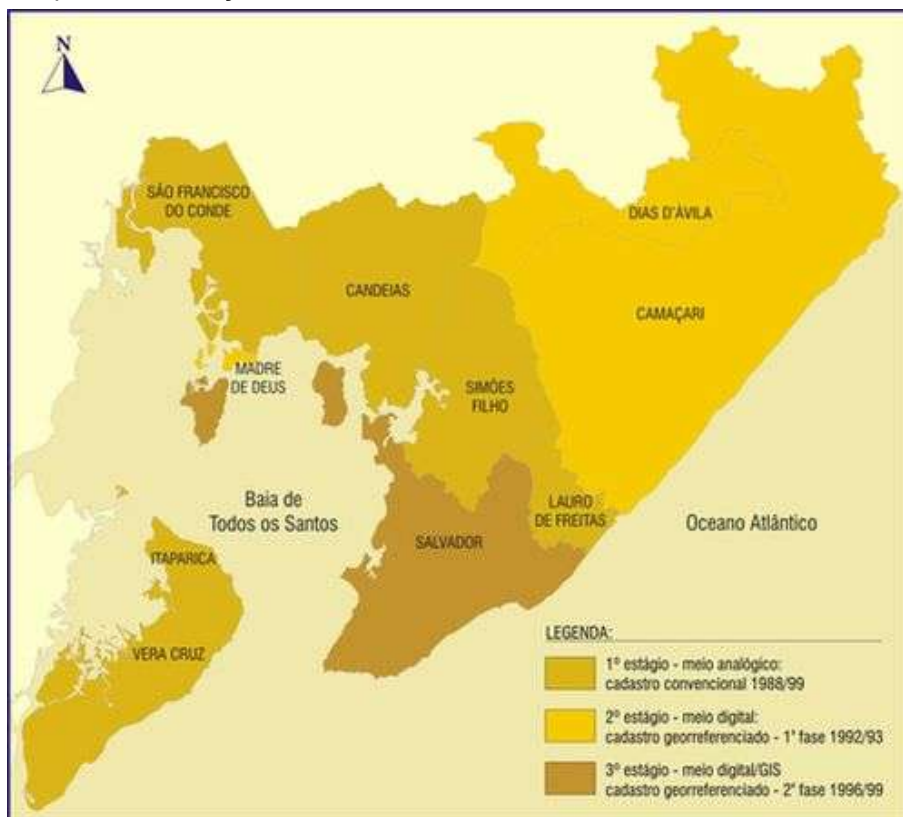 N
SÃO FRANCISCO
DO CONDE
DIAS D'ÁVILA
CANDEIAS
CAMAÇARI
MADRE
DE DEUS
SIMÕES
FILHO
Baia de
Todos os Santos
LAURO
DE FREITAS
Oceano Atlântico
SALVADOR
ITAPARICA
VERA CRUZ
LEGENDA:
1º estágio - meio analógico:
cadastro convencional 1988/99
2º estágio - meio digital:
cadastro georreferenciado - 1ª fase 1992/93
3º estágio - meio digital/GIS
cadastro georreferenciado - 2ª fase 1996/99